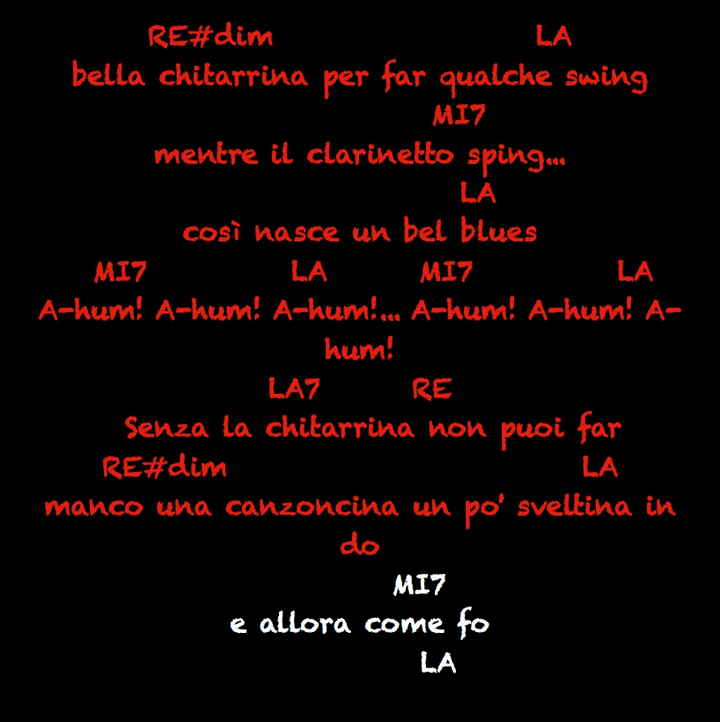 RE#dim LA
bella chitarrina per far qualche swing
MI7
mentre il clarinetto sping...
LA
così nasce un bel blues
MI7 LA MI7 LA
A-hum! A-hum! A-hum!... A-hum! A-hum! A-
hum!
LA7 RE
Senza la chitarrina non puoi far
RE#dim LA
manco una canzoncina un po' sveltina in
do
MI7
e allora come fo
LA